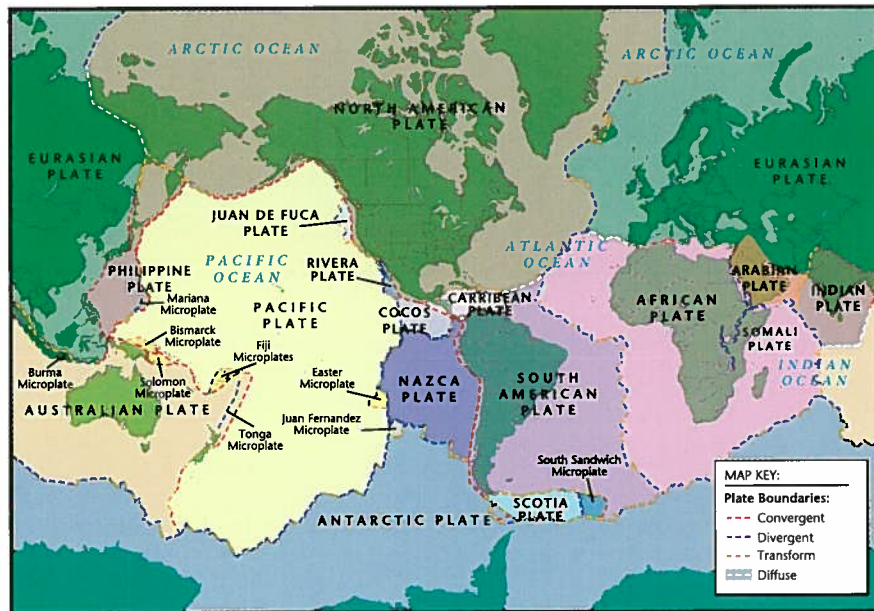 ARCTIC OCEAN
ARCTIC OCEAN
NORTH AMERICAN
PLATE
EURASIAN
PLATE
EURASIAN
PLATE
JUAN DE FUCA
PLATE
PACIFIC
OCEAN
RIVERA
PLATE
ATLANTIC
OCEAN
PHILIPPINE
PLATE
Mariana
Microplate
Bismarck
Microplate
PACIFIC
PLATE
COCOS
PLATE
CARRIBEAN
PLATE
AFRICAN
PLATE
ARABIAN
PLATE
INDIAN
PLATE
SOMALI
PLATE
INDIAN
OCEAN
Burma
Microplate
Solomon
Microplate
Fiji
Microplates
Easter
Microplate
NAZCA
PLATE
SOUTH
AMERICAN
PLATE
AUSTRALIAN PLATE
Tonga
Microplate
Juan Fernandez
Microplate
South Sandwich
Microplate
SCOTIA
PLATE
ANTARCTIC PLATE
MAP KEY:
Plate Boundaries:
Convergent
Divergent
Transform
Diffuse